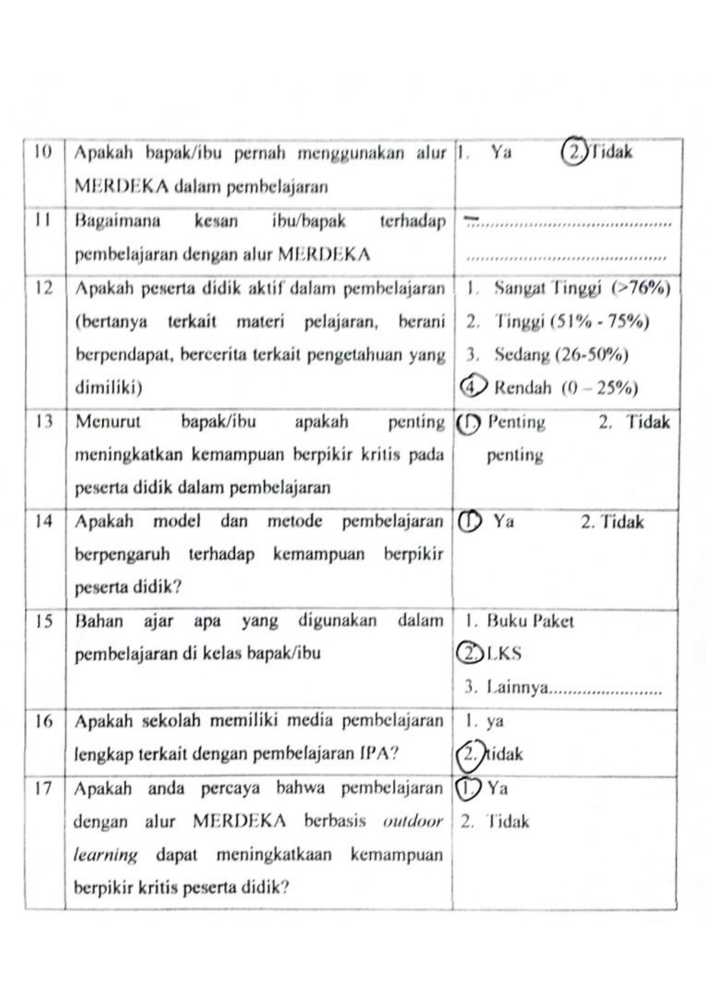 10 Apakah bapak/ibu pernah menggunakan alur 1. Ya 2. Tidak
MERDEKA dalam pembelajaran
11 Bagaimana kesan ibu/bapak terhadap –.............................................
pembelajaran dengan alur MERDEKA .............................................
12 Apakah peserta didik aktif dalam pembelajaran 1. Sangat Tinggi (>76%)
(bertanya terkait materi pelajaran, berani 2. Tinggi (51% - 75%)
berpendapat, bercerita terkait pengetahuan yang 3. Sedang (26-50%)
dimiliki) 4. Rendah (0 – 25%)
13 Menurut bapak/ibu apakah penting 1. Penting 2. Tidak
meningkatkan kemampuan berpikir kritis pada penting
peserta didik dalam pembelajaran
14 Apakah model dan metode pembelajaran 1. Ya 2. Tidak
berpengaruh terhadap kemampuan berpikir
peserta didik?
15 Bahan ajar apa yang digunakan dalam 1. Buku Paket
pembelajaran di kelas bapak/ibu 2. LKS
3. Lainnya........................
16 Apakah sekolah memiliki media pembelajaran 1. ya
lengkap terkait dengan pembelajaran IPA? 2. tidak
17 Apakah anda percaya bahwa pembelajaran 1. Ya
dengan alur MERDEKA berbasis outdoor 2. Tidak
learning dapat meningkatkaan kemampuan
berpikir kritis peserta didik?